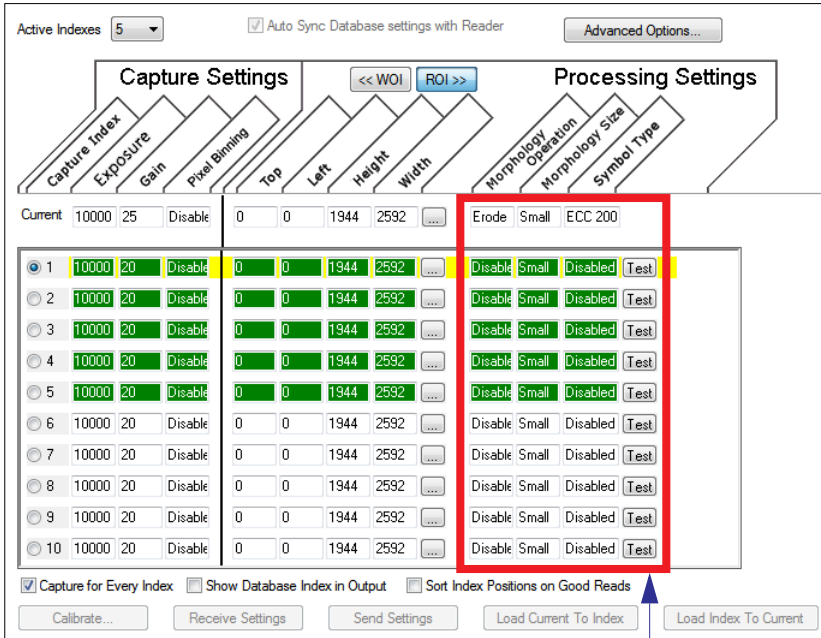 Active Indexes 5 Auto Sync Database settings with Reader Advanced Options...
Capture Settings << WOI ROI >> Processing Settings
Capture Index Exposure Gain Pixel Binning Top Left Height Width Morphology Operation Morphology Size Symbol Type
Current 10000 25 Disable 0 0 1944 2592 ... Erode Small ECC 200
1 10000 20 Disable 0 0 1944 2592 ... Disable Small Disabled Test
2 10000 20 Disable 0 0 1944 2592 ... Disable Small Disabled Test
3 10000 20 Disable 0 0 1944 2592 ... Disable Small Disabled Test
4 10000 20 Disable 0 0 1944 2592 ... Disable Small Disabled Test
5 10000 20 Disable 0 0 1944 2592 ... Disable Small Disabled Test
6 10000 20 Disable 0 0 1944 2592 ... Disable Small Disabled Test
7 10000 20 Disable 0 0 1944 2592 ... Disable Small Disabled Test
8 10000 20 Disable 0 0 1944 2592 ... Disable Small Disabled Test
9 10000 20 Disable 0 0 1944 2592 ... Disable Small Disabled Test
10 10000 20 Disable 0 0 1944 2592 ... Disable Small Disabled Test
Capture for Every Index Show Database Index in Output Sort Index Positions on Good Reads
Calibrate... Receive Settings Send Settings Load Current To Index Load Index To Current